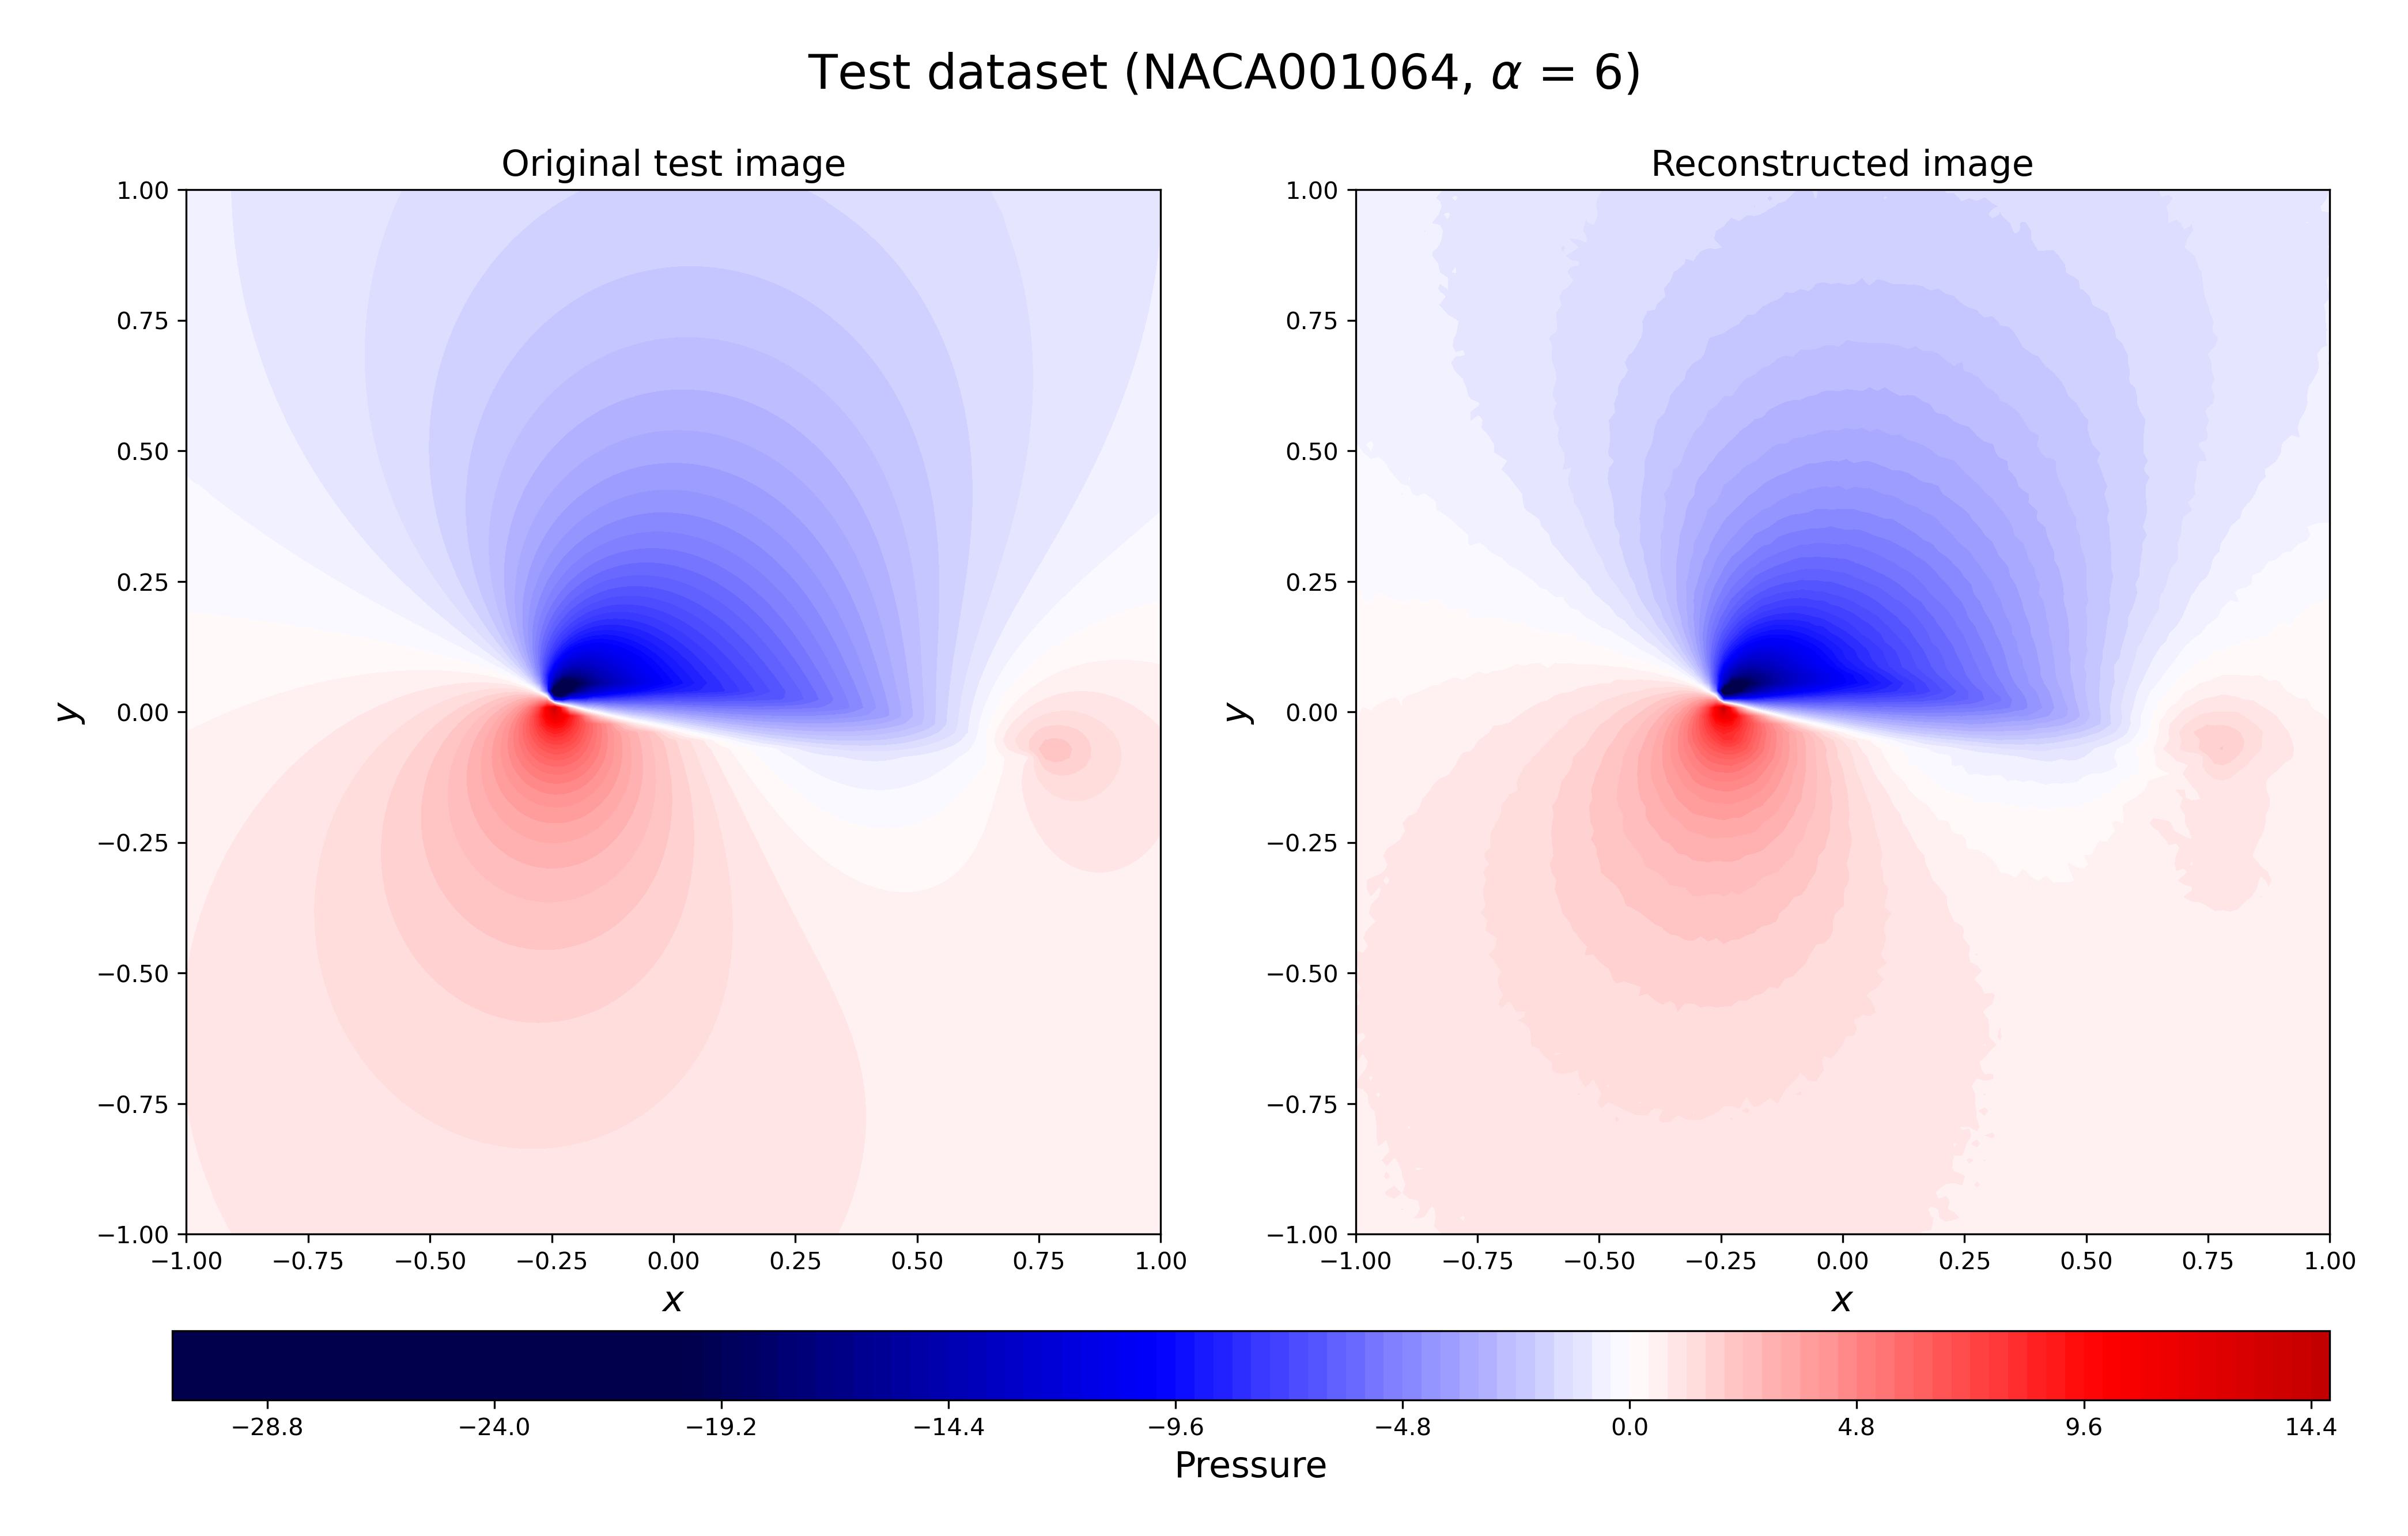 Test dataset (NACA001064, α = 6)
Original test image
Reconstructed image
1.00
0.75
0.50
0.25
0.00
−0.25
−0.50
−0.75
−1.00
y
−1.00 −0.75 −0.50 −0.25 0.00 0.25 0.50 0.75 1.00
x
1.00
0.75
0.50
0.25
0.00
−0.25
−0.50
−0.75
−1.00
y
−1.00 −0.75 −0.50 −0.25 0.00 0.25 0.50 0.75 1.00
x
−28.8 −24.0 −19.2 −14.4 −9.6 −4.8 0.0 4.8 9.6 14.4
Pressure